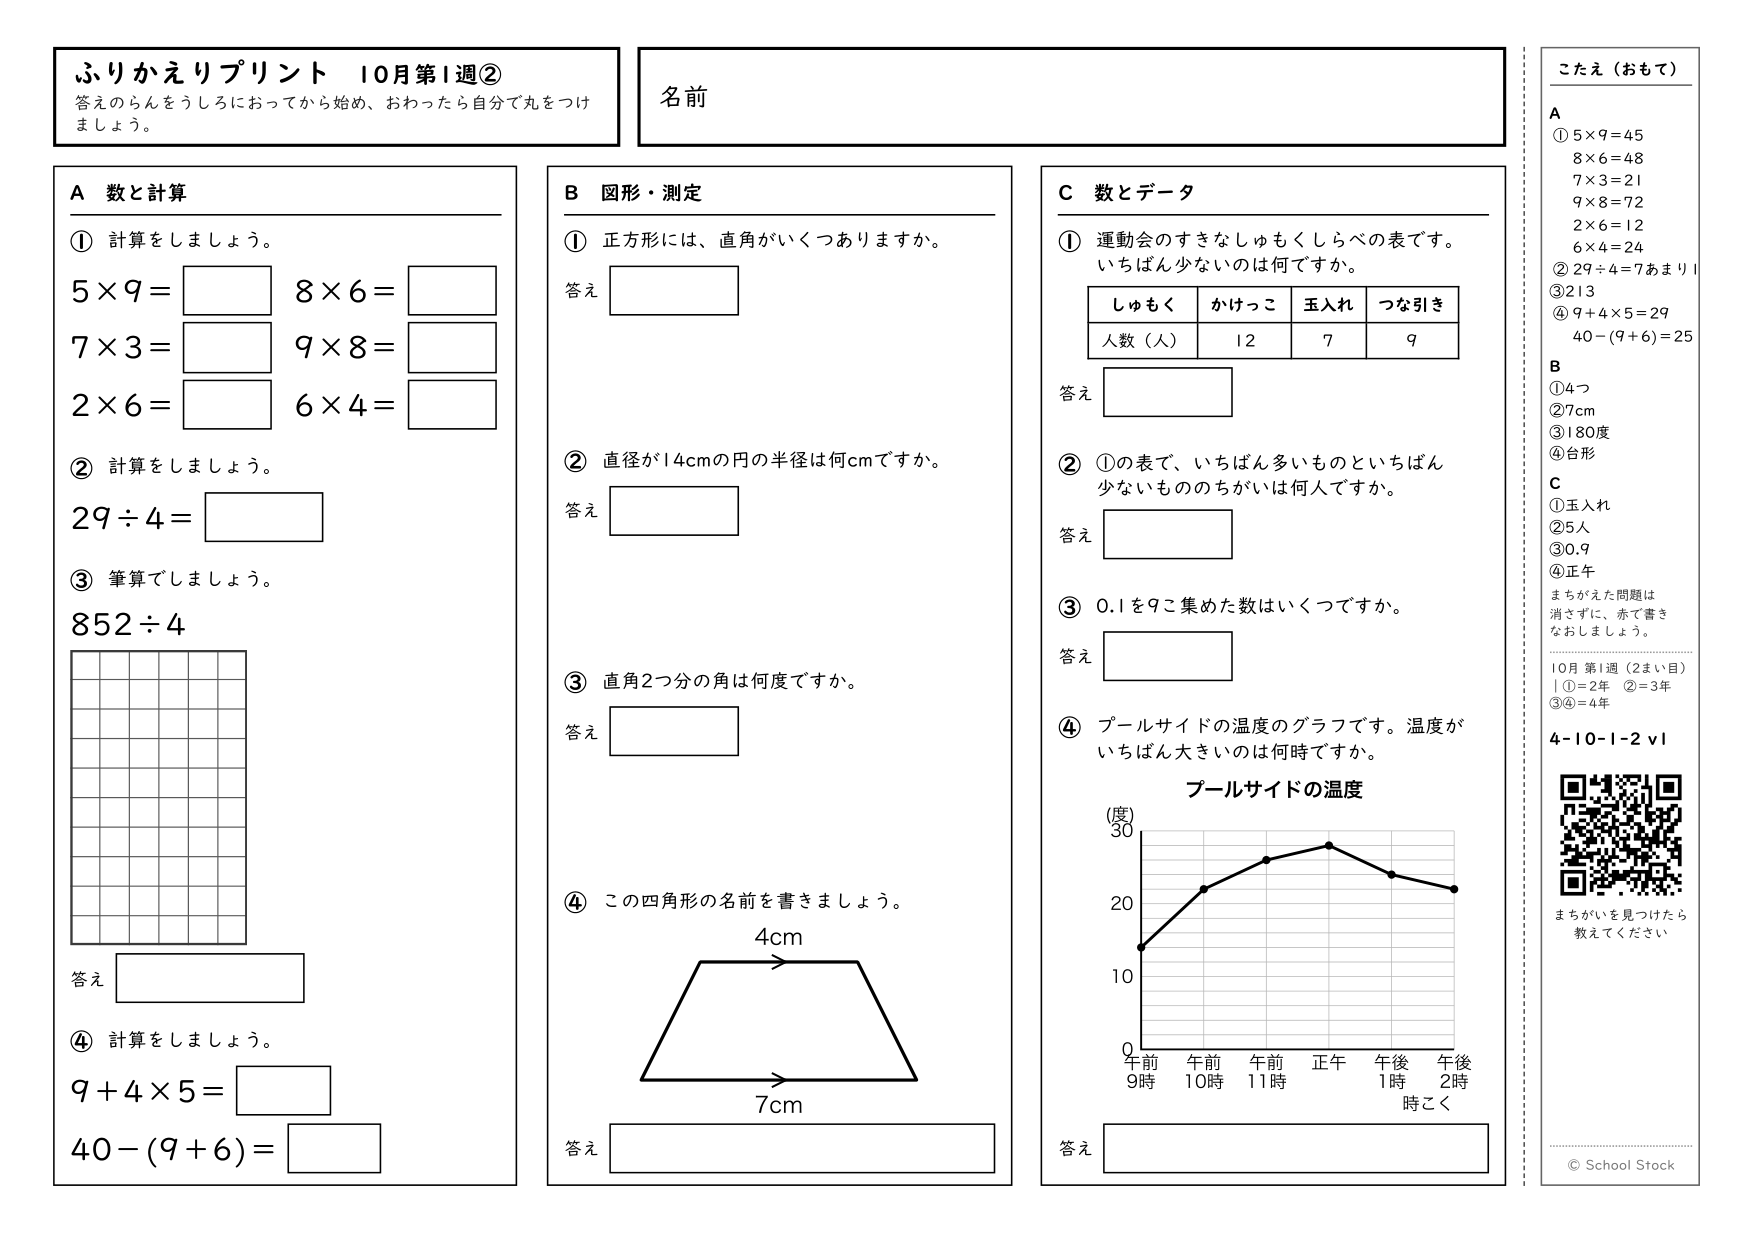 ふりかえりプリント　10月第1週②
答えのらんをうしろにおってから始め、おわったら自分で丸をつけ
ましょう。
名前
A　数と計算
① 計算をしましょう。
5×9＝
8×6＝
7×3＝
9×8＝
2×6＝
6×4＝
② 計算をしましょう。
29÷4＝
③ 筆算でしましょう。
852÷4
答え
④ 計算をしましょう。
9＋4×5＝
40－(9＋6)＝
B　図形・測定
① 正方形には、直角がいくつありますか。
答え
② 直径が14cmの円の半径は何cmですか。
答え
③ 直角2つ分の角は何度ですか。
答え
④ この四角形の名前を書きましょう。
4cm
7cm
答え
C　数とデータ
① 運動会のすきなしゅもくしらべの表です。
いちばん少ないのは何ですか。
しゅもく　かけっこ　玉入れ　つな引き
人数（人）　12　7　9
答え
② ①の表で、いちばん多いものといちばん
少ないもののちがいは何人ですか。
答え
③ 0.1を9こ集めた数はいくつですか。
答え
④ プールサイドの温度のグラフです。温度が
いちばん大きいのは何時ですか。
プールサイドの温度
(度)
30
20
10
0
午前　午前　午前　正午　午後　午後
9時　10時　11時　1時　2時
時こく
答え
こたえ（おもて）
A
① 5×9＝45
8×6＝48
7×3＝21
9×8＝72
2×6＝12
6×4＝24
② 29÷4＝7あまり1
③213
④ 9＋4×5＝29
40－(9＋6)＝25
B
①4つ
②7cm
③180度
④台形
C
①玉入れ
②5人
③0.9
④正午
まちがえた問題は
消さずに、赤で書き
なおしましょう。
10月 第1週（2まい目）
｜①＝2年　②＝3年
③④＝4年
4-10-1-2 v1
まちがいを見つけたら
教えてください
© School Stock